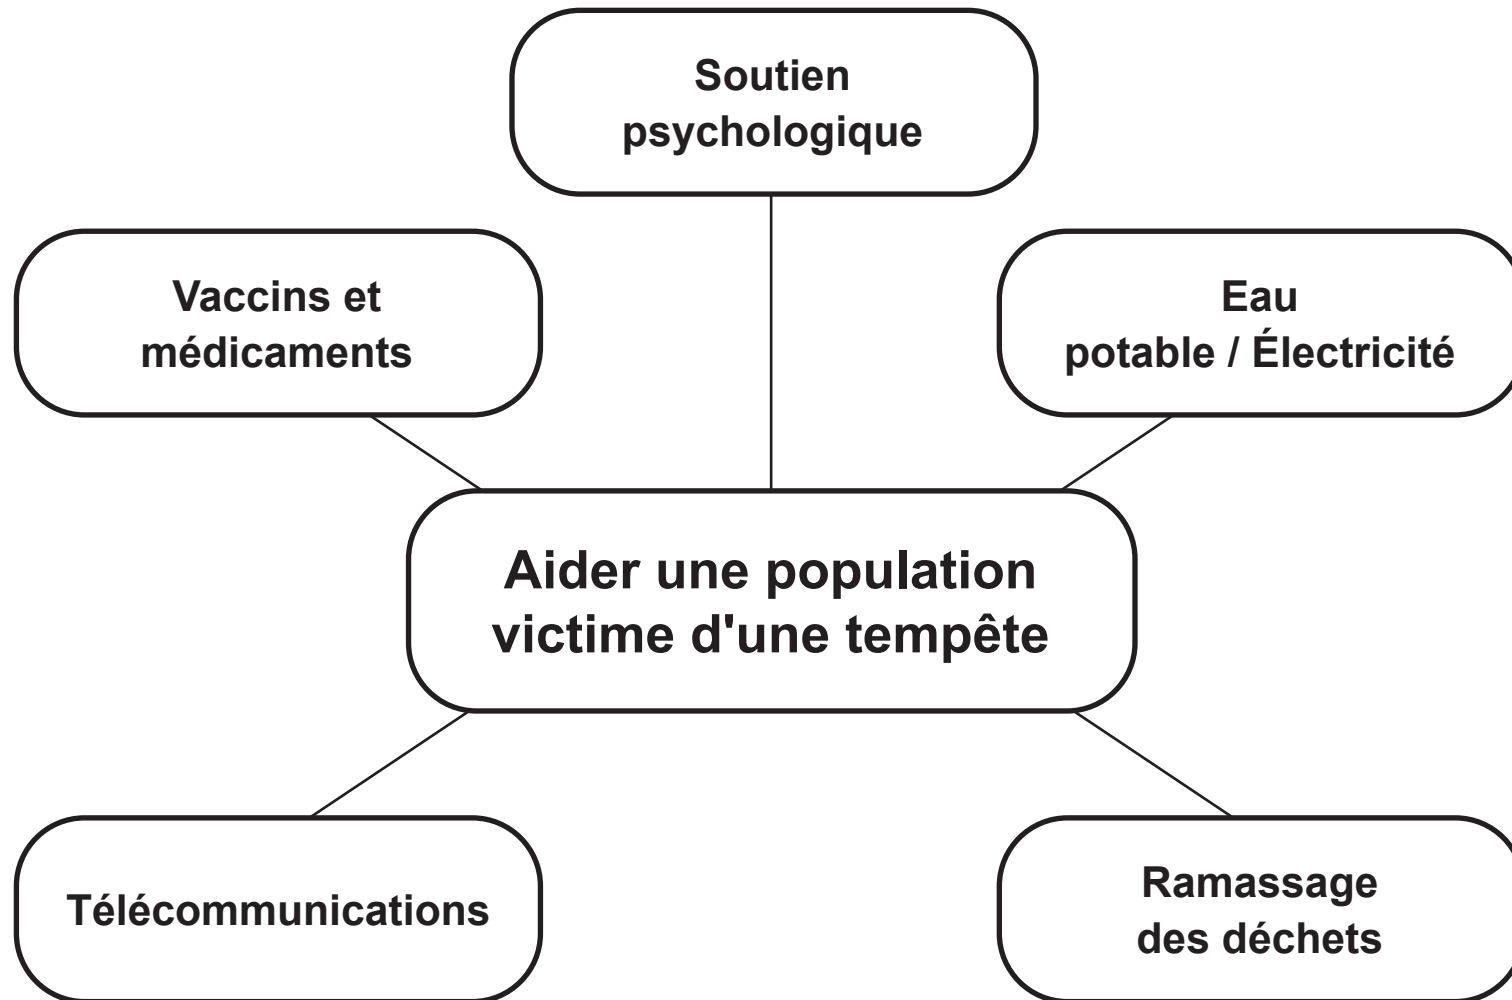 Soutien
psychologique
Vaccins et
médicaments
Eau
potable / Électricité
Aider une population
victime d'une tempête
Télécommunications
Ramassage
des déchets